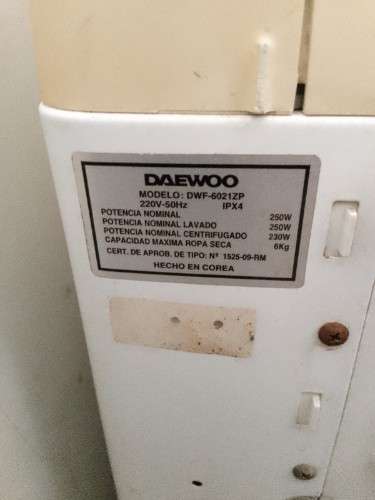 DAEWOO
MODELO: DWF-6021ZP
220V-50Hz IPX4
POTENCIA NOMINAL 250W
POTENCIA NOMINAL LAVADO 250W
POTENCIA NOMINAL CENTRIFUGADO 230W
CAPACIDAD MAXIMA ROPA SECA 6Kg
CERT. DE APROB. DE TIPO: Nº 1525-09-RM
HECHO EN COREA